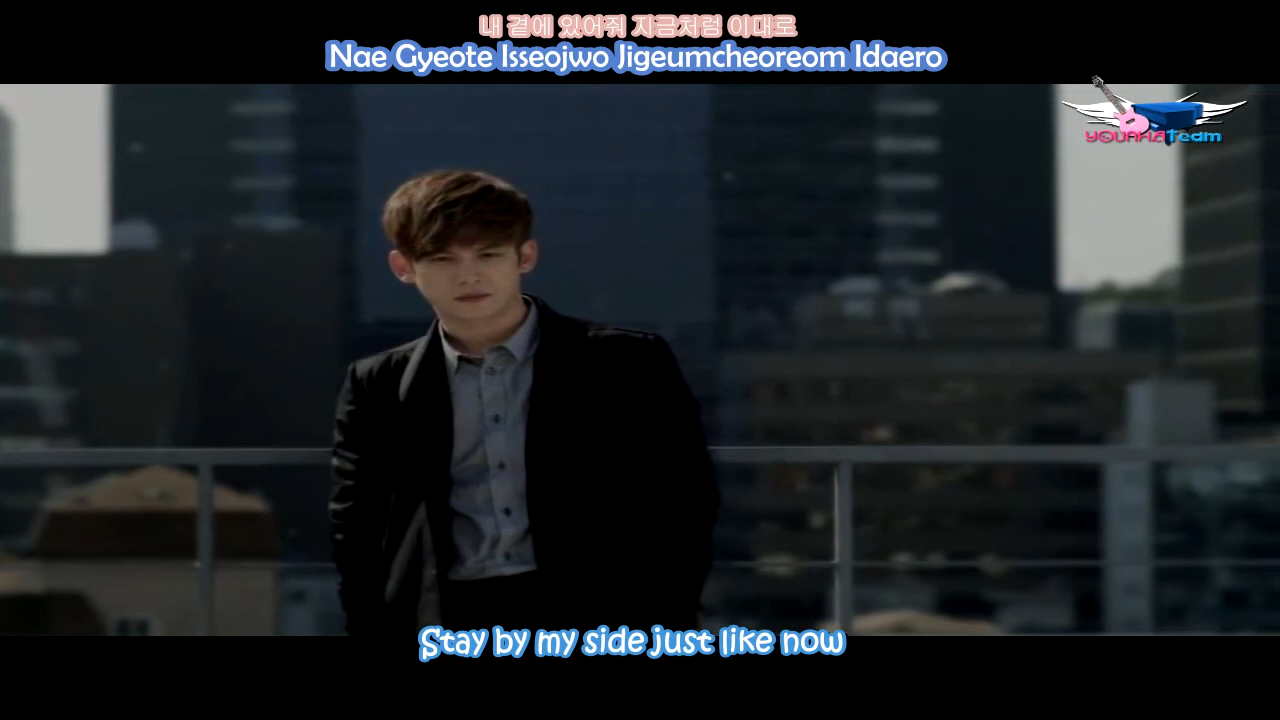 내 곁에 있어줘 지금처럼 이대로
Nae Gyeote Isseojwo Jigeumcheoreom Idaero
YOUNHATeam
Stay by my side just like now